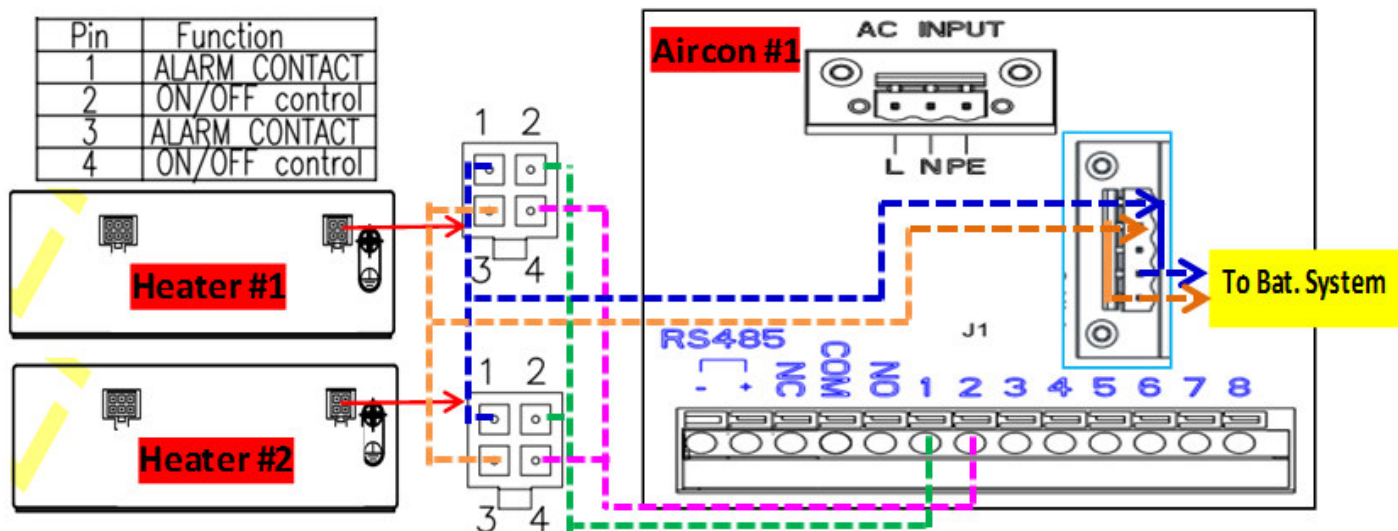 Pin Function
1 ALARM CONTACT
2 ON/OFF control
3 ALARM CONTACT
4 ON/OFF control
Aircon #1
AC INPUT
L N PE
1 2
3 4
Heater #1
To Bat. System
J1
RS485
- + NC COM NO 1 2 3 4 5 6 7 8
1 2
3 4
Heater #2